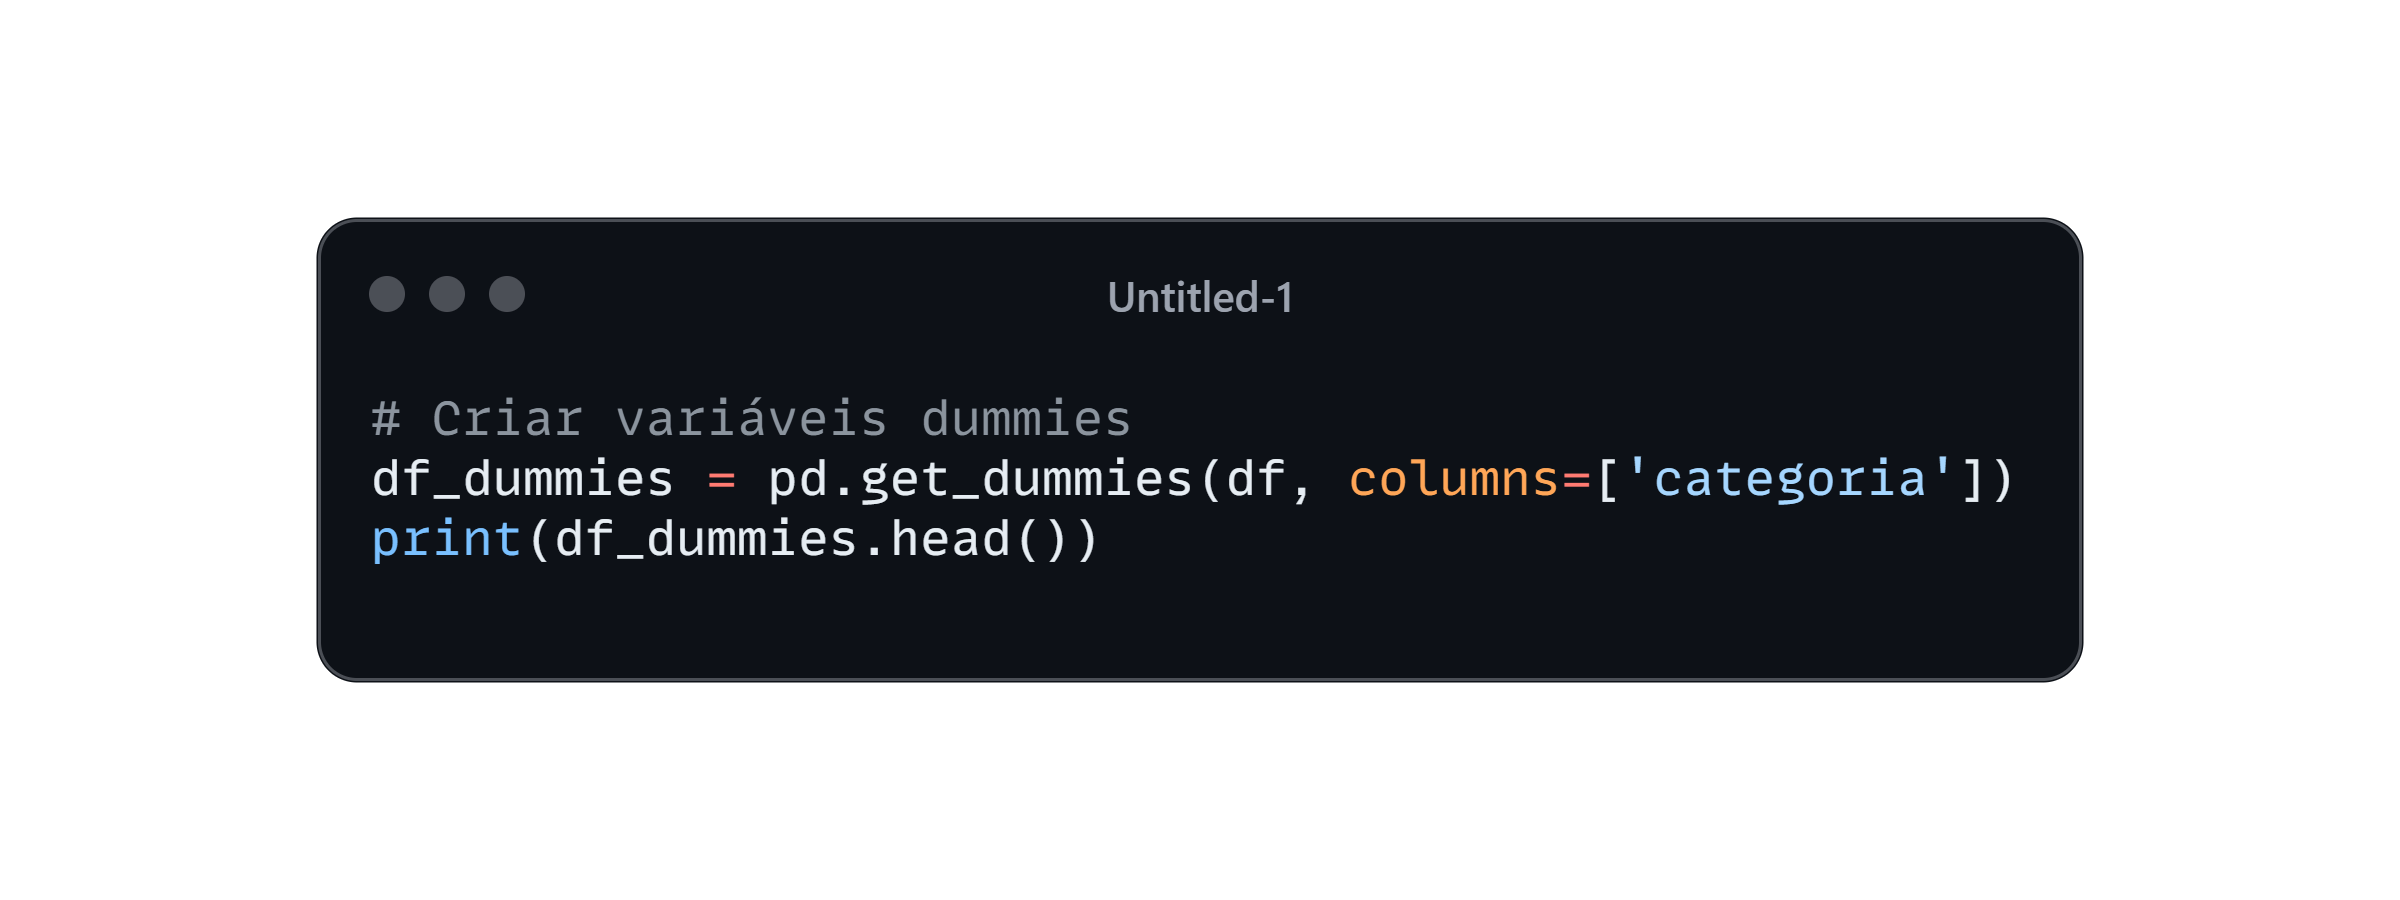 Untitled-1
# Criar variáveis dummies
df_dummies = pd.get_dummies(df, columns=['categoria'])
print(df_dummies.head())